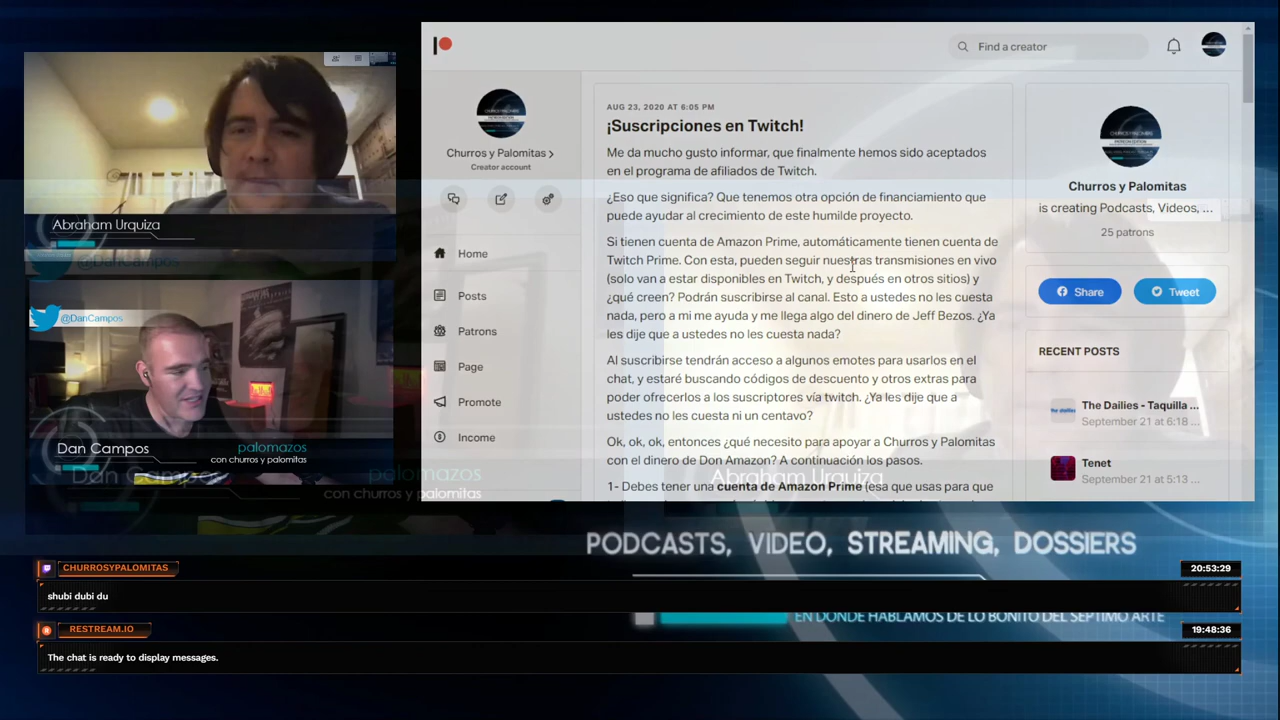 Abraham Urquiza
@DanCampos
@DanCampos
Dan Campos
palomazos
con churros y palomitas
Dan Campos
palomazos
con churros y palomitas
Find a creator
Churros y Palomitas
Creator account
Home
Posts
Patrons
Page
Promote
Income
AUG 23, 2020 AT 6:05 PM
¡Suscripciones en Twitch!
Me da mucho gusto informar, que finalmente hemos sido aceptados
en el programa de afiliados de Twitch.
¿Eso que significa? Que tenemos otra opción de financiamiento que
puede ayudar al crecimiento de este humilde proyecto.
Si tienen cuenta de Amazon Prime, automáticamente tienen cuenta de
Twitch Prime. Con esta, pueden seguir nuestras transmisiones en vivo
(solo van a estar disponibles en Twitch, y después en otros sitios) y
¿qué creen? Podrán suscribirse al canal. Esto a ustedes no les cuesta
nada, pero a mi me ayuda y me llega algo del dinero de Jeff Bezos. ¿Ya
les dije que a ustedes no les cuesta nada?
Al suscribirse tendrán acceso a algunos emotes para usarlos en el
chat, y estaré buscando códigos de descuento y otros extras para
poder ofrecerlos a los suscriptores vía twitch. ¿Ya les dije que a
ustedes no les cuesta ni un centavo?
Ok, ok, ok, entonces ¿qué necesito para apoyar a Churros y Palomitas
con el dinero de Don Amazon? A continuación los pasos.
1- Debes tener una cuenta de Amazon Prime (esa que usas para que
Abraham Urquiza
Churros y Palomitas
is creating Podcasts, Videos, ...
25 patrons
Share
Tweet
RECENT POSTS
The Dailies - Taquilla ...
September 21 at 6:18 ...
Tenet
September 21 at 5:13 ...
PODCASTS, VIDEO, STREAMING, DOSSIERS
EN DONDE HABLAMOS DE LO BONITO DEL SEPTIMO ARTE
CHURROSYPALOMITAS
20:53:29
shubi dubi du
RESTREAM.IO
19:48:36
The chat is ready to display messages.